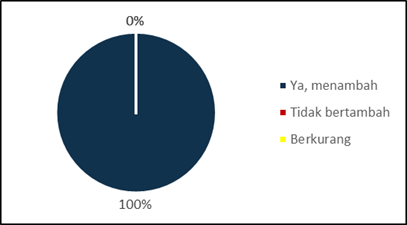 0%
Ya, menambah
Tidak bertambah
Berkurang
100%